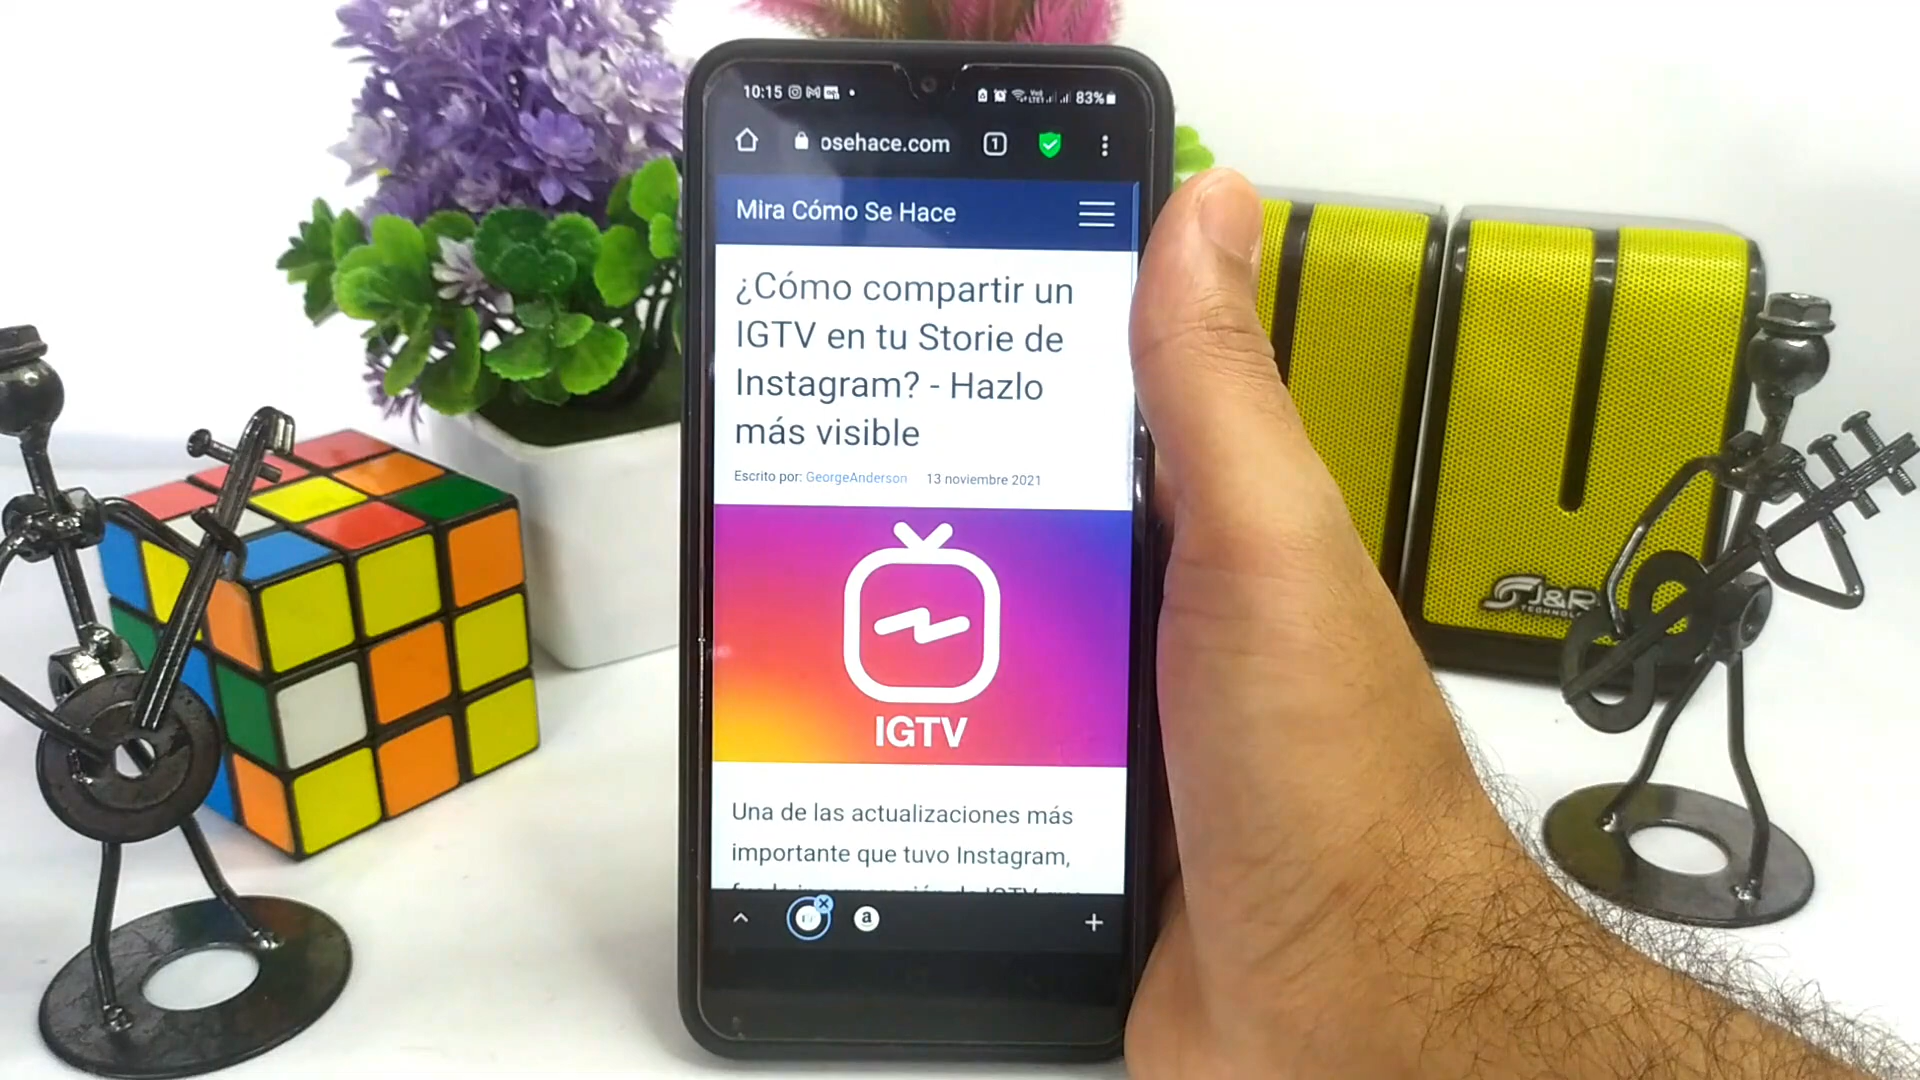 10:15
83%
osehace.com
1
Mira Cómo Se Hace
¿Cómo compartir un
IGTV en tu Storie de
Instagram? - Hazlo
más visible
Escrito por: GeorgeAnderson 13 noviembre 2021
IGTV
Una de las actualizaciones más
importante que tuvo Instagram,
a
J&R